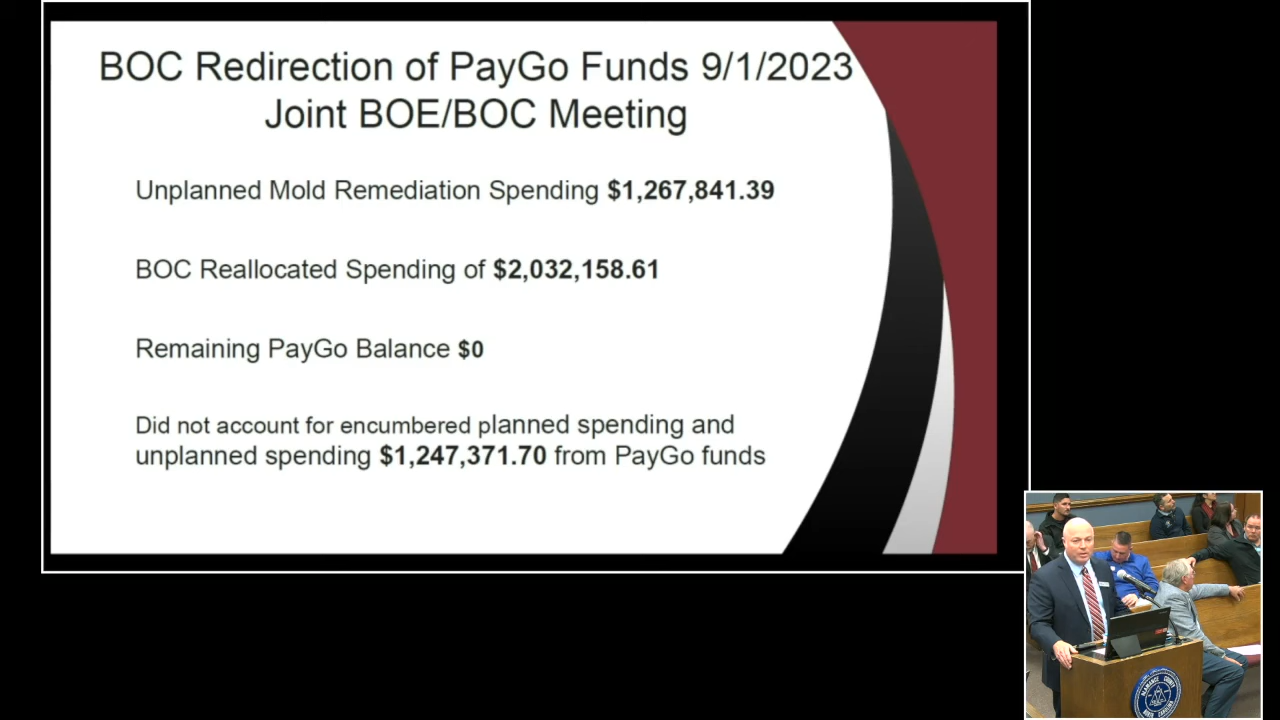 BOC Redirection of PayGo Funds 9/1/2023
Joint BOE/BOC Meeting
Unplanned Mold Remediation Spending $1,267,841.39
BOC Reallocated Spending of $2,032,158.61
Remaining PayGo Balance $0
Did not account for encumbered planned spending and
unplanned spending $1,247,371.70 from PayGo funds
ALAMANCE COUNTY